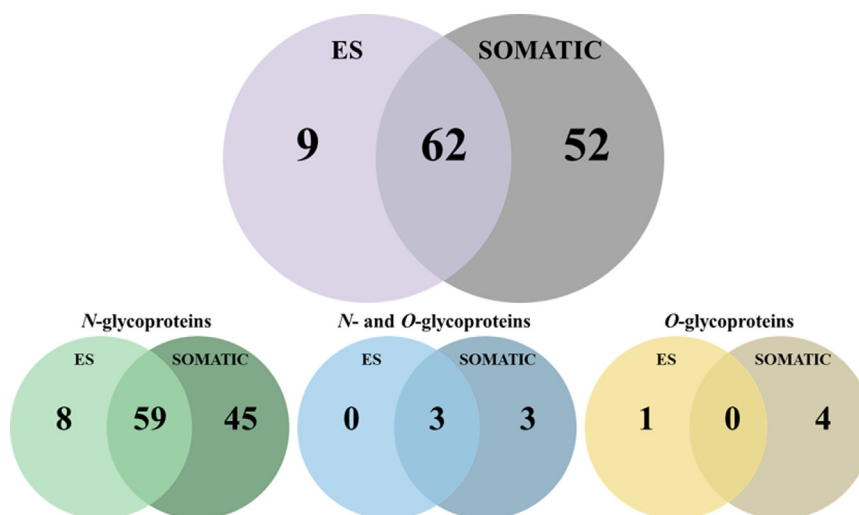 ES SOMATIC
9 62 52
N-glycoproteins N- and O-glycoproteins O-glycoproteins
ES SOMATIC ES SOMATIC ES SOMATIC
8 59 45 0 3 3 1 0 4